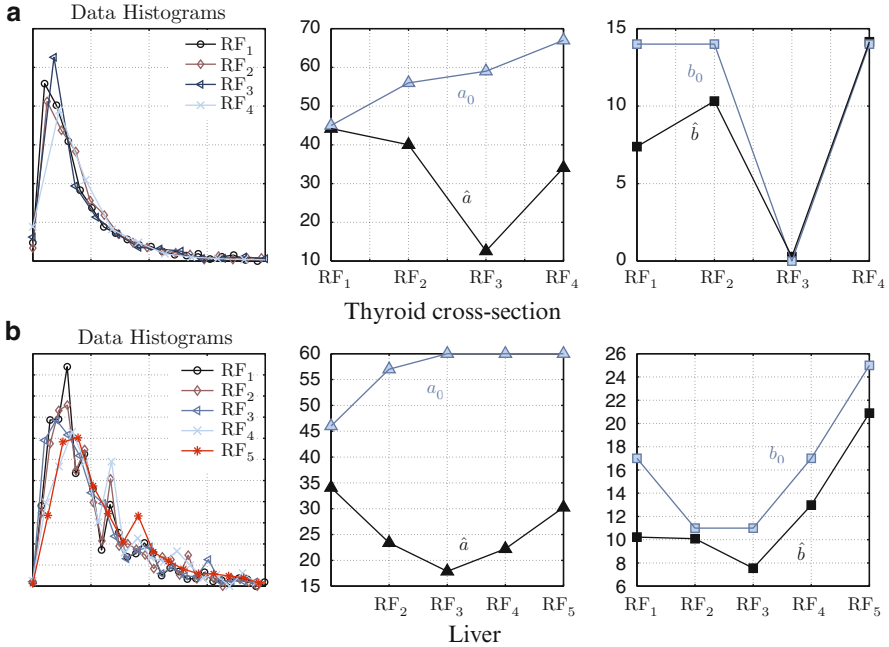 a
Data Histograms
RF₁
RF₂
RF₃
RF₄
70
60
50
40
30
20
10
a₀
â
RF₁ RF₂ RF₃ RF₄
15
10
5
0
b₀
b̂
RF₁ RF₂ RF₃ RF₄
Thyroid cross-section
b
Data Histograms
RF₁
RF₂
RF₃
RF₄
RF₅
60
55
50
45
40
35
30
25
20
15
a₀
â
RF₂ RF₃ RF₄ RF₅
26
24
22
20
18
16
14
12
10
8
6
b₀
b̂
RF₁ RF₂ RF₃ RF₄ RF₅
Liver